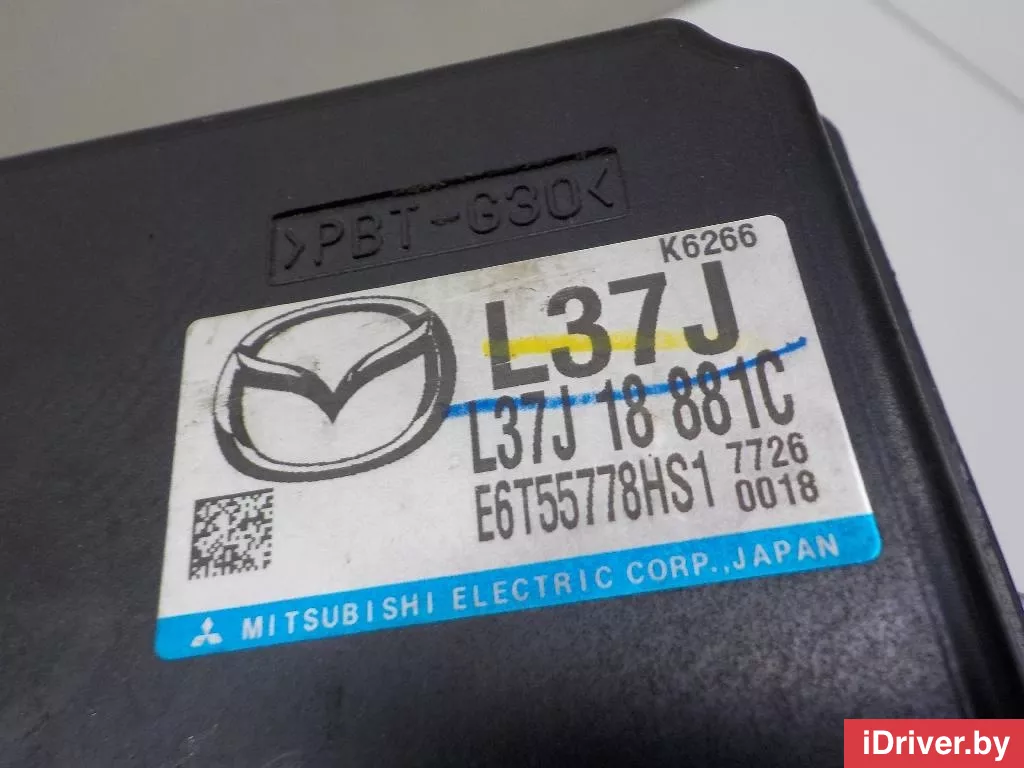 >PBT-G30<
K6266
L37J
L37J 18 881C
E6T55778HS1 7726
0018
MITSUBISHI ELECTRIC CORP., JAPAN
iDriver.by